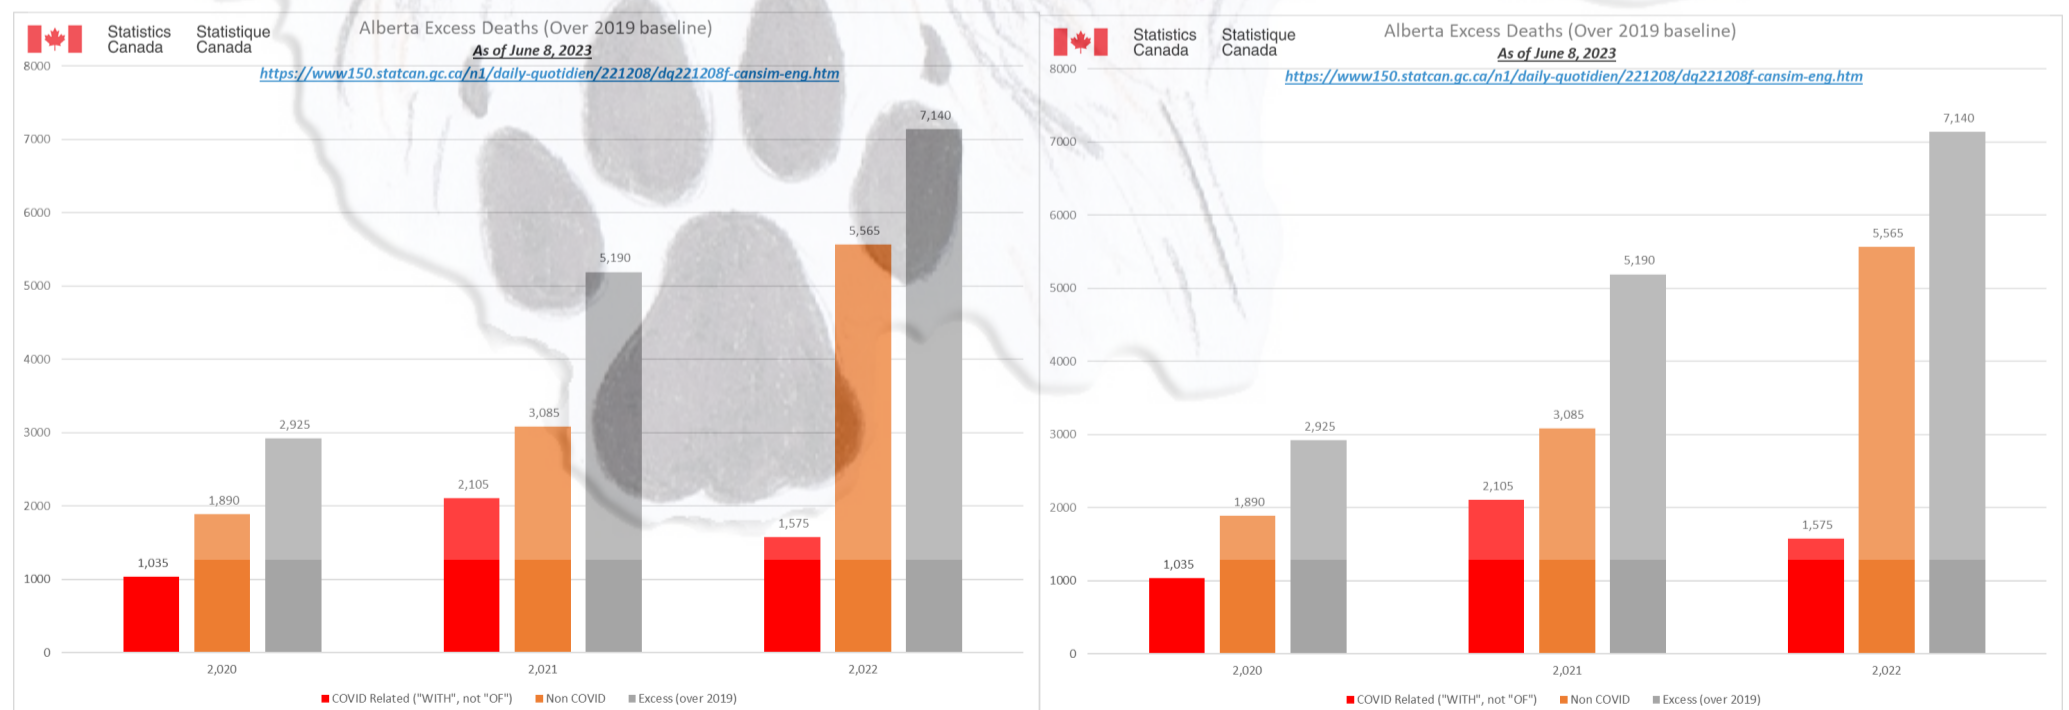 Statistics Statistique
Canada Canada
Alberta Excess Deaths (Over 2019 baseline)
As of June 8, 2023
https://www150.statcan.gc.ca/n1/daily-quotidien/221208/dq221208f-cansim-eng.htm
8000
7000
6000
5000
4000
3000
2000
1000
0
1,035
1,890
2,925
2,105
3,085
5,190
1,575
5,565
7,140
2,020 2,021 2,022
COVID Related ("WITH", not "OF") Non COVID Excess (over 2019)
Statistics Statistique
Canada Canada
Alberta Excess Deaths (Over 2019 baseline)
As of June 8, 2023
https://www150.statcan.gc.ca/n1/daily-quotidien/221208/dq221208f-cansim-eng.htm
8000
7000
6000
5000
4000
3000
2000
1000
0
1,035
1,890
2,925
2,105
3,085
5,190
1,575
5,565
7,140
2,020 2,021 2,022
COVID Related ("WITH", not "OF") Non COVID Excess (over 2019)